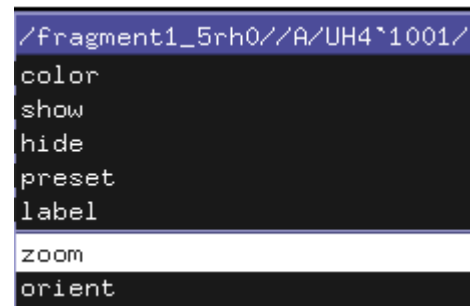 /fragment1_5rh0//A/UH4`1001/
color
show
hide
preset
label
zoom
orient